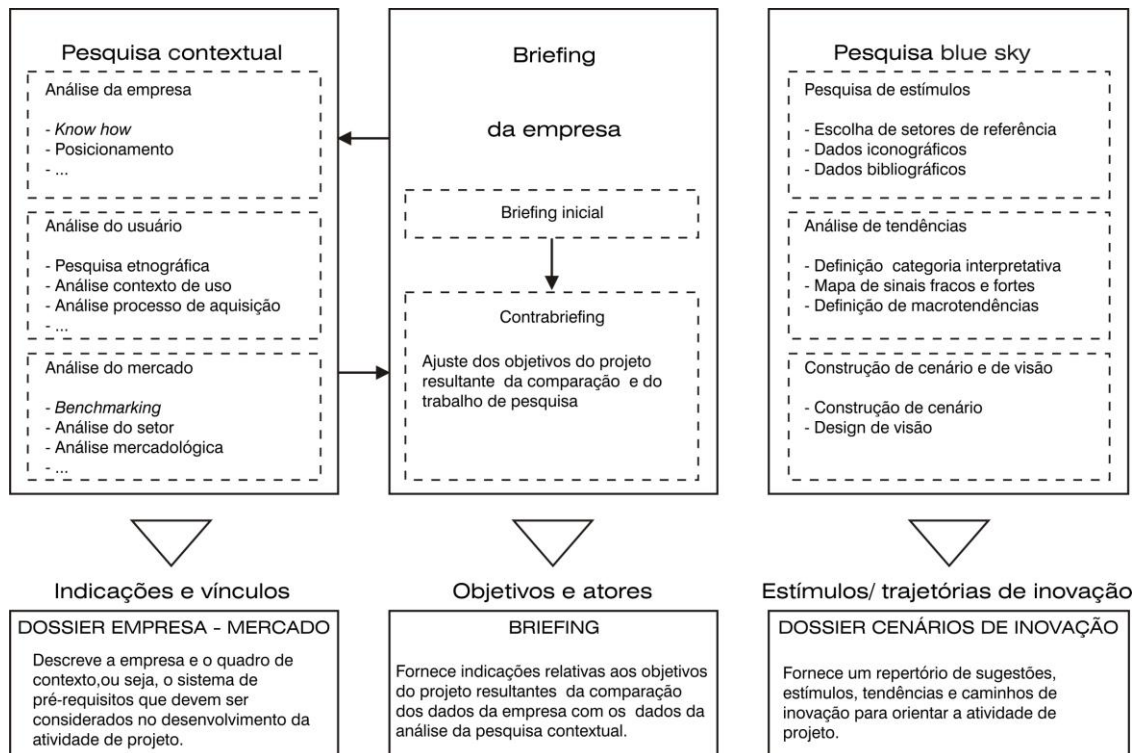 Pesquisa contextual
Análise da empresa
- Know how
- Posicionamento
- ...
Análise do usuário
- Pesquisa etnográfica
- Análise contexto de uso
- Análise processo de aquisição
- ...
Análise do mercado
- Benchmarking
- Análise do setor
- Análise mercadológica
- ...
Briefing
da empresa
Briefing inicial
Contrabriefing
Ajuste dos objetivos do projeto
resultante da comparação e do
trabalho de pesquisa
Pesquisa blue sky
Pesquisa de estímulos
- Escolha de setores de referência
- Dados iconográficos
- Dados bibliográficos
Análise de tendências
- Definição categoria interpretativa
- Mapa de sinais fracos e fortes
- Definição de macrotendências
Construção de cenário e de visão
- Construção de cenário
- Design de visão
Indicações e vínculos
DOSSIER EMPRESA - MERCADO
Descreve a empresa e o quadro de
contexto,ou seja, o sistema de
pré-requisitos que devem ser
considerados no desenvolvimento da
atividade de projeto.
Objetivos e atores
BRIEFING
Fornece indicações relativas aos objetivos
do projeto resultantes da comparação
dos dados da empresa com os dados da
análise da pesquisa contextual.
Estímulos/ trajetórias de inovação
DOSSIER CENÁRIOS DE INOVAÇÃO
Fornece um repertório de sugestões,
estímulos, tendências e caminhos de
inovação para orientar a atividade de
projeto.